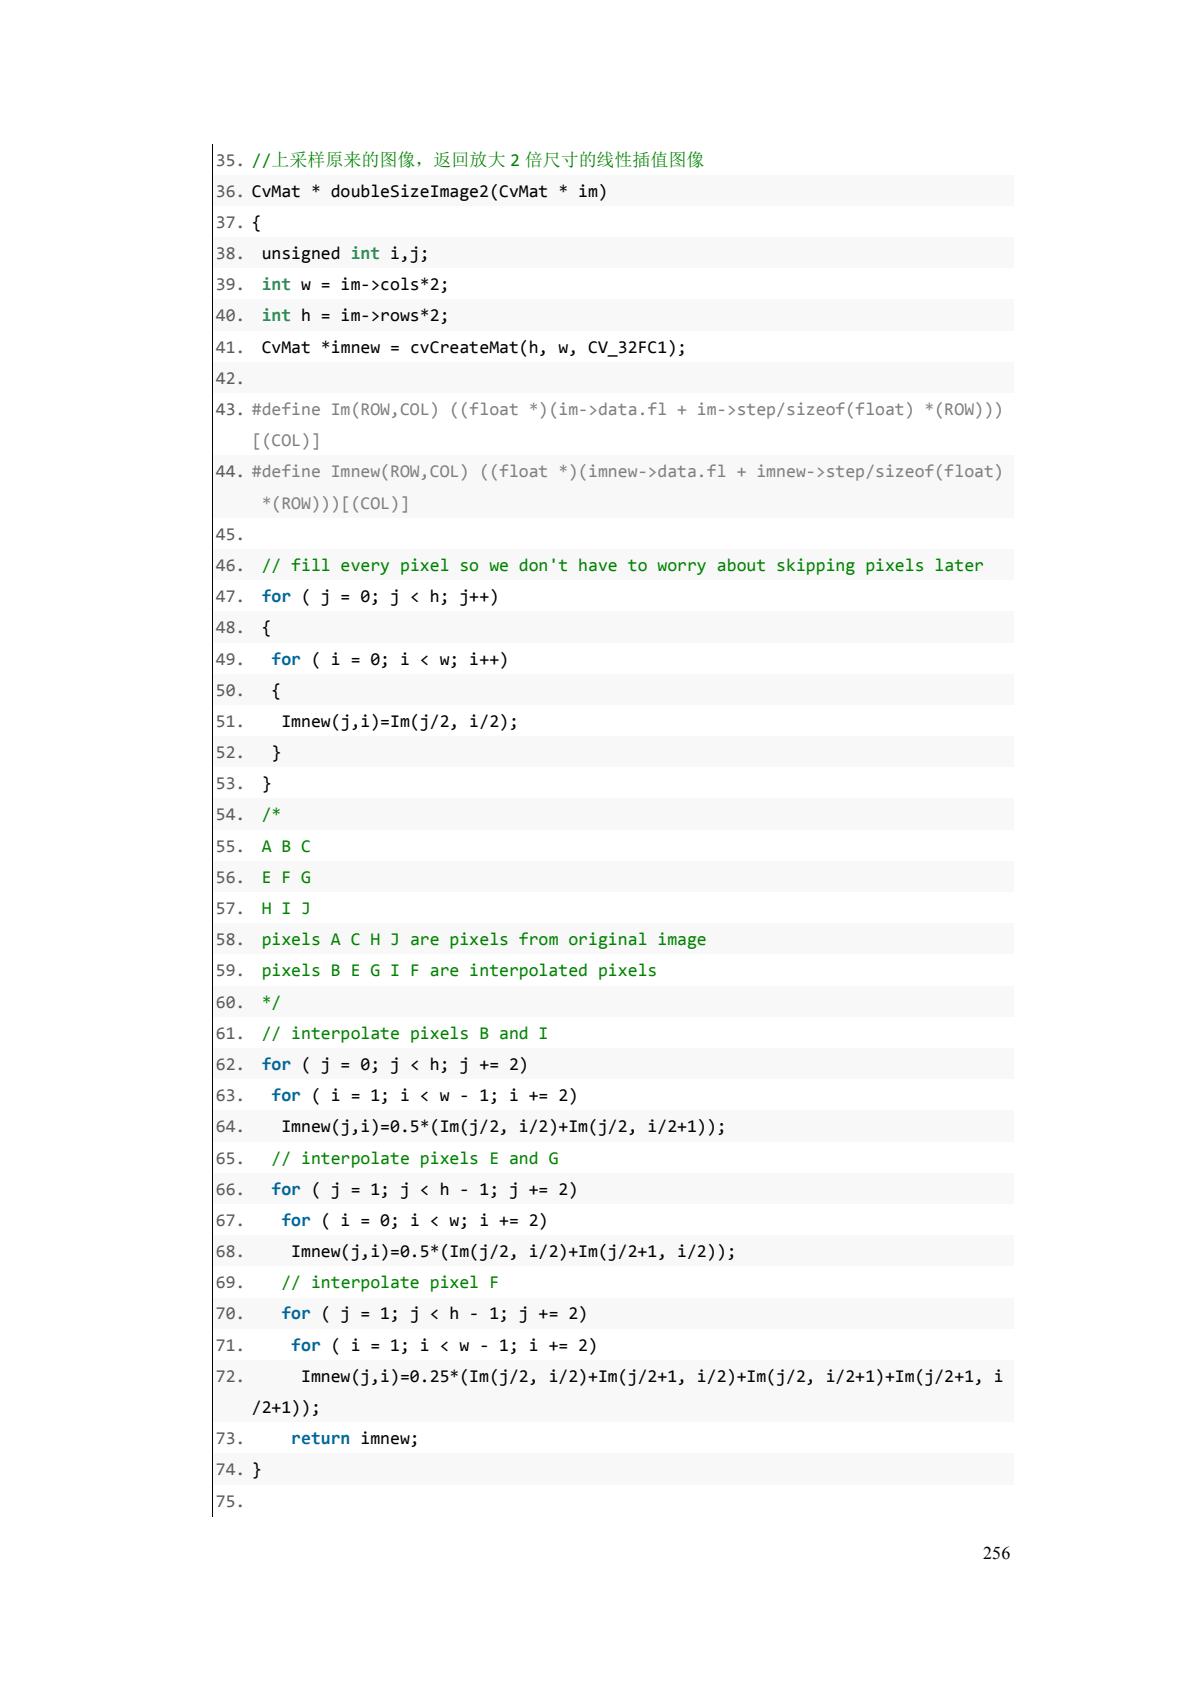 35. //上采样原来的图像，返回放大 2 倍尺寸的线性插值图像
36. CvMat * doubleSizeImage2(CvMat * im)
37. {
38.  unsigned int i,j;
39.  int w = im->cols*2;
40.  int h = im->rows*2;
41.  CvMat *imnew = cvCreateMat(h, w, CV_32FC1);
42.
43. #define Im(ROW,COL) ((float *)(im->data.fl + im->step/sizeof(float) *(ROW)))
[(COL)]
44. #define Imnew(ROW,COL) ((float *)(imnew->data.fl + imnew->step/sizeof(float)
*(ROW)))[(COL)]
45.
46.  // fill every pixel so we don't have to worry about skipping pixels later
47.  for ( j = 0; j < h; j++)
48.  {
49.   for ( i = 0; i < w; i++)
50.   {
51.    Imnew(j,i)=Im(j/2, i/2);
52.   }
53.  }
54.  /*
55.  A B C
56.  E F G
57.  H I J
58.  pixels A C H J are pixels from original image
59.  pixels B E G I F are interpolated pixels
60.  */
61.  // interpolate pixels B and I
62.  for ( j = 0; j < h; j += 2)
63.   for ( i = 1; i < w - 1; i += 2)
64.    Imnew(j,i)=0.5*(Im(j/2, i/2)+Im(j/2, i/2+1));
65.   // interpolate pixels E and G
66.   for ( j = 1; j < h - 1; j += 2)
67.    for ( i = 0; i < w; i += 2)
68.     Imnew(j,i)=0.5*(Im(j/2, i/2)+Im(j/2+1, i/2));
69.    // interpolate pixel F
70.    for ( j = 1; j < h - 1; j += 2)
71.     for ( i = 1; i < w - 1; i += 2)
72.      Imnew(j,i)=0.25*(Im(j/2, i/2)+Im(j/2+1, i/2)+Im(j/2, i/2+1)+Im(j/2+1, i
/2+1));
73.     return imnew;
74. }
75.
256